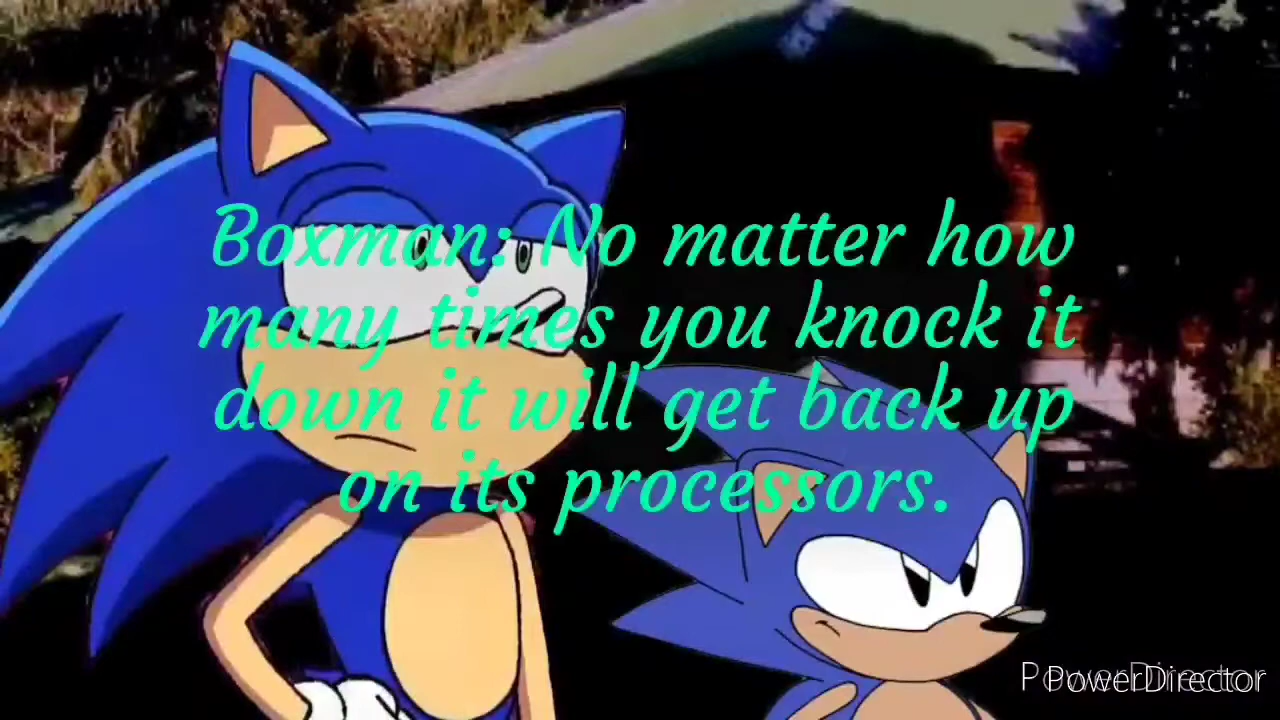 Boxman: No matter how
many times you knock it
down it will get back up
on its processors.
PowerDirector
PowerDirector